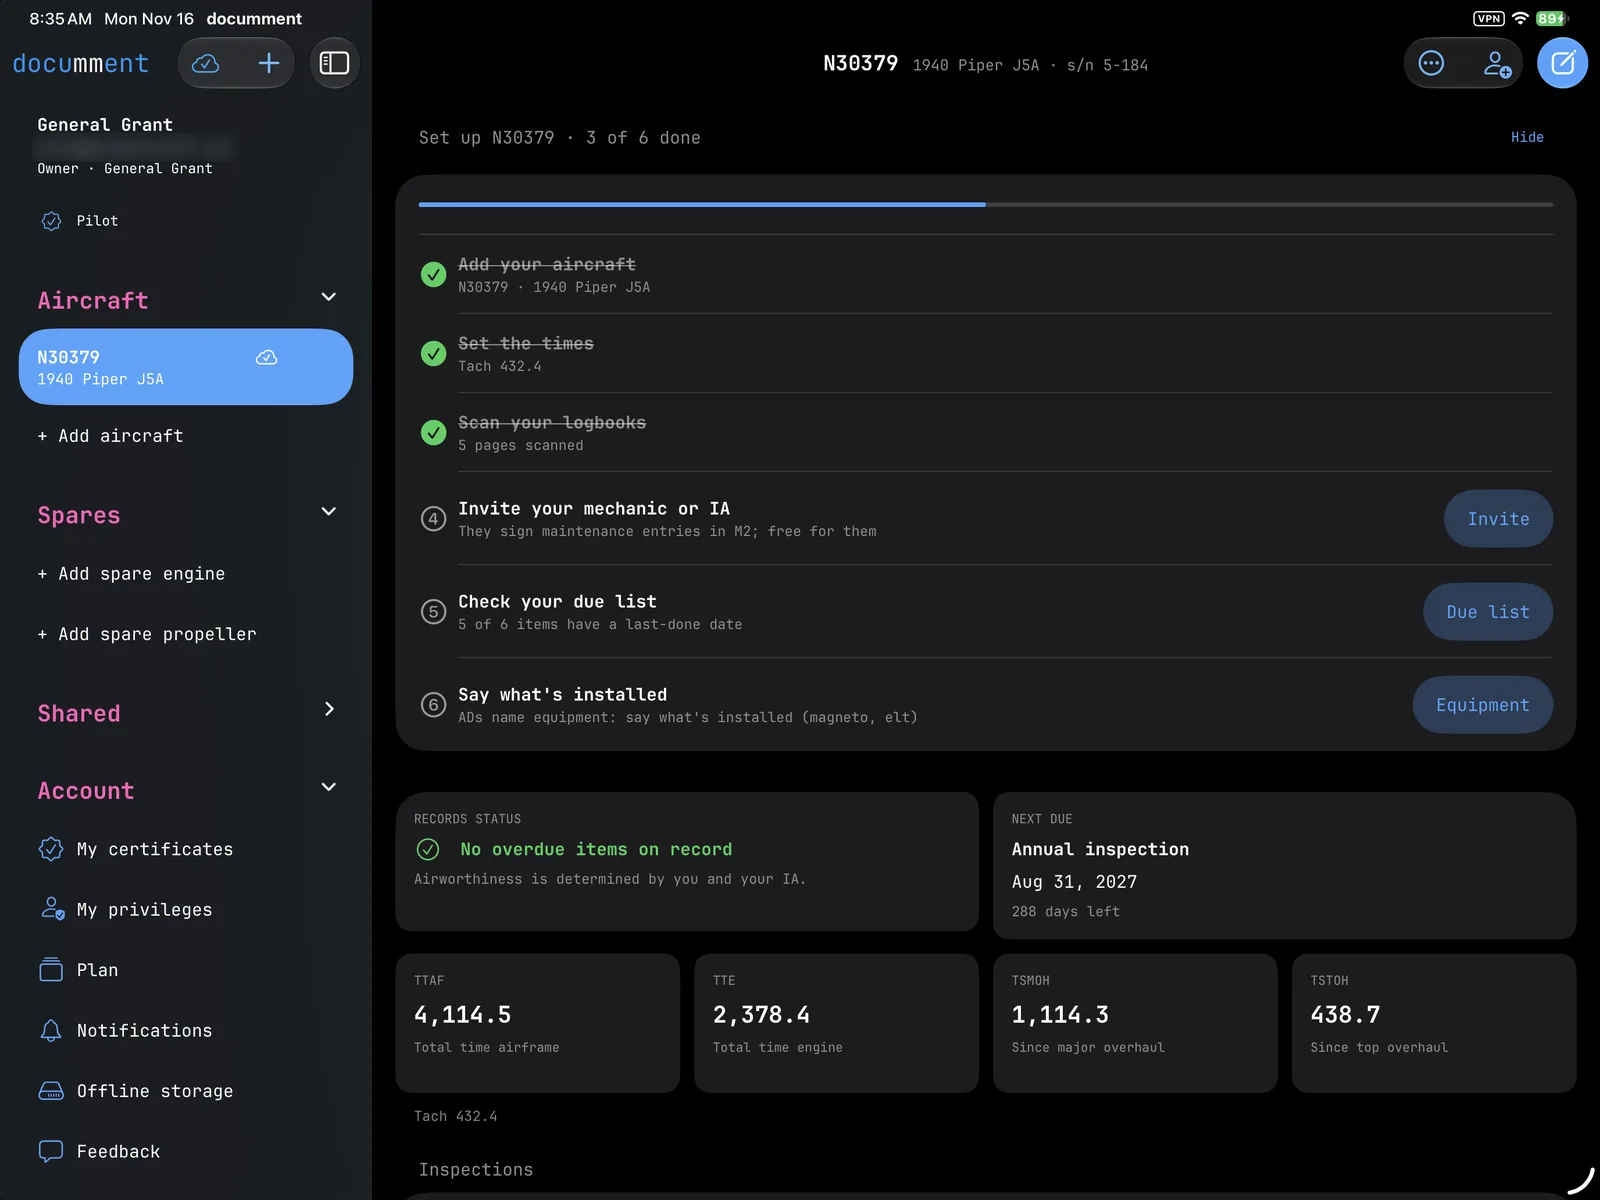 8:35 AM Mon Nov 16 documment
VPN 89
documment
N30379 1940 Piper J5A · s/n 5-184
General Grant
Owner · General Grant
Pilot
Aircraft
N30379
1940 Piper J5A
+ Add aircraft
Spares
+ Add spare engine
+ Add spare propeller
Shared
Account
My certificates
My privileges
Plan
Notifications
Offline storage
Feedback
Set up N30379 · 3 of 6 done
Hide
Add your aircraft
N30379 · 1940 Piper J5A
Set the times
Tach 432.4
Scan your logbooks
5 pages scanned
4 Invite your mechanic or IA
They sign maintenance entries in M2; free for them
Invite
5 Check your due list
5 of 6 items have a last-done date
Due list
6 Say what's installed
ADs name equipment: say what's installed (magneto, elt)
Equipment
RECORDS STATUS
No overdue items on record
Airworthiness is determined by you and your IA.
NEXT DUE
Annual inspection
Aug 31, 2027
288 days left
TTAF
4,114.5
Total time airframe
TTE
2,378.4
Total time engine
TSMOH
1,114.3
Since major overhaul
TSTOH
438.7
Since top overhaul
Tach 432.4
Inspections